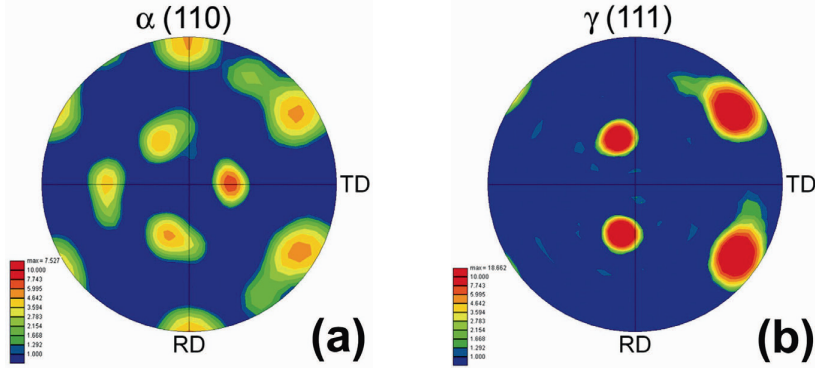 α (110)
TD
max = 7.527
10.000
7.743
5.995
4.642
3.594
2.783
2.154
1.668
1.292
1.000
RD
(a)
γ (111)
TD
max = 18.662
10.000
7.743
5.995
4.642
3.594
2.783
2.154
1.668
1.292
1.000
RD
(b)